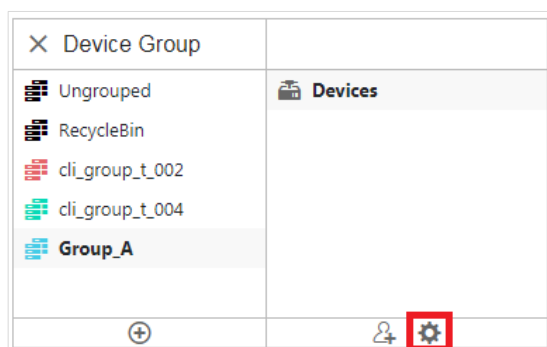 Device Group
Ungrouped
Devices
RecycleBin
cli_group_t_002
cli_group_t_004
Group_A